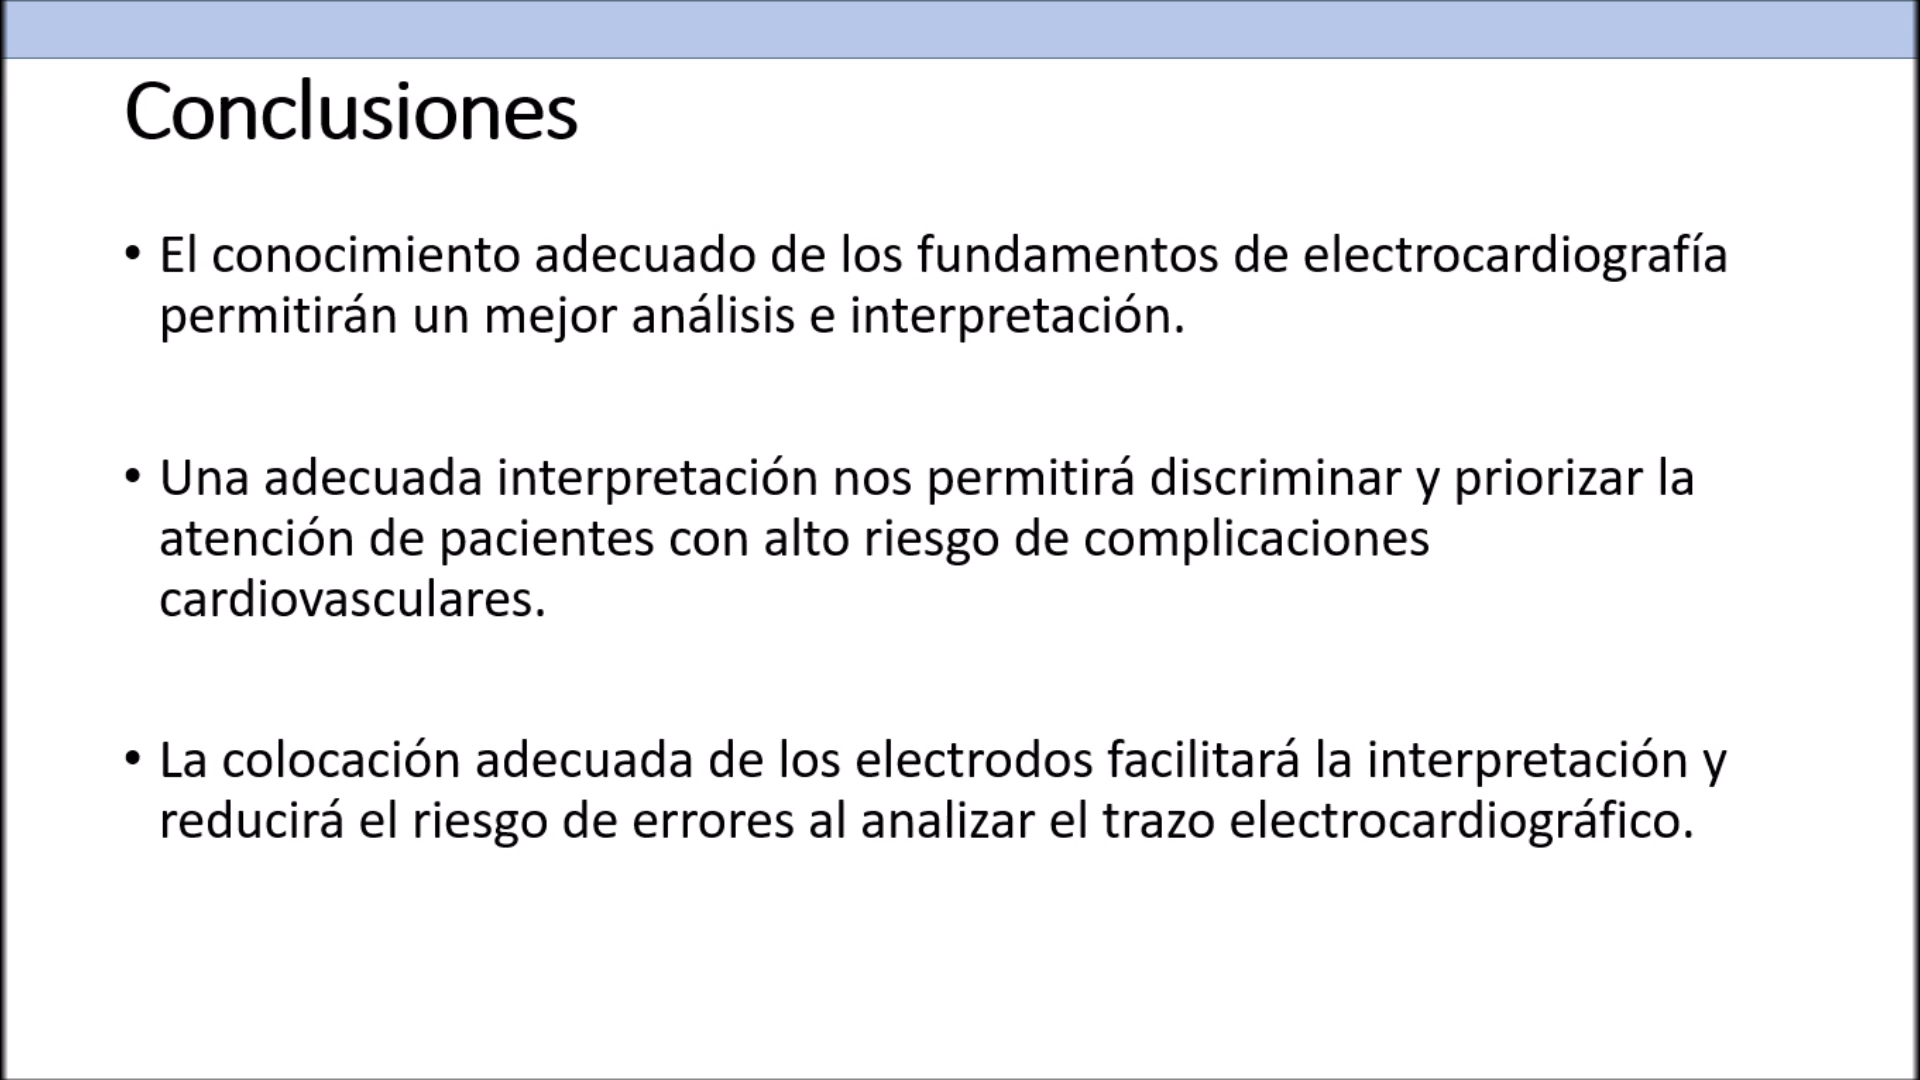 Conclusiones
• El conocimiento adecuado de los fundamentos de electrocardiografía
permitirán un mejor análisis e interpretación.
• Una adecuada interpretación nos permitirá discriminar y priorizar la
atención de pacientes con alto riesgo de complicaciones
cardiovasculares.
• La colocación adecuada de los electrodos facilitará la interpretación y
reducirá el riesgo de errores al analizar el trazo electrocardiográfico.